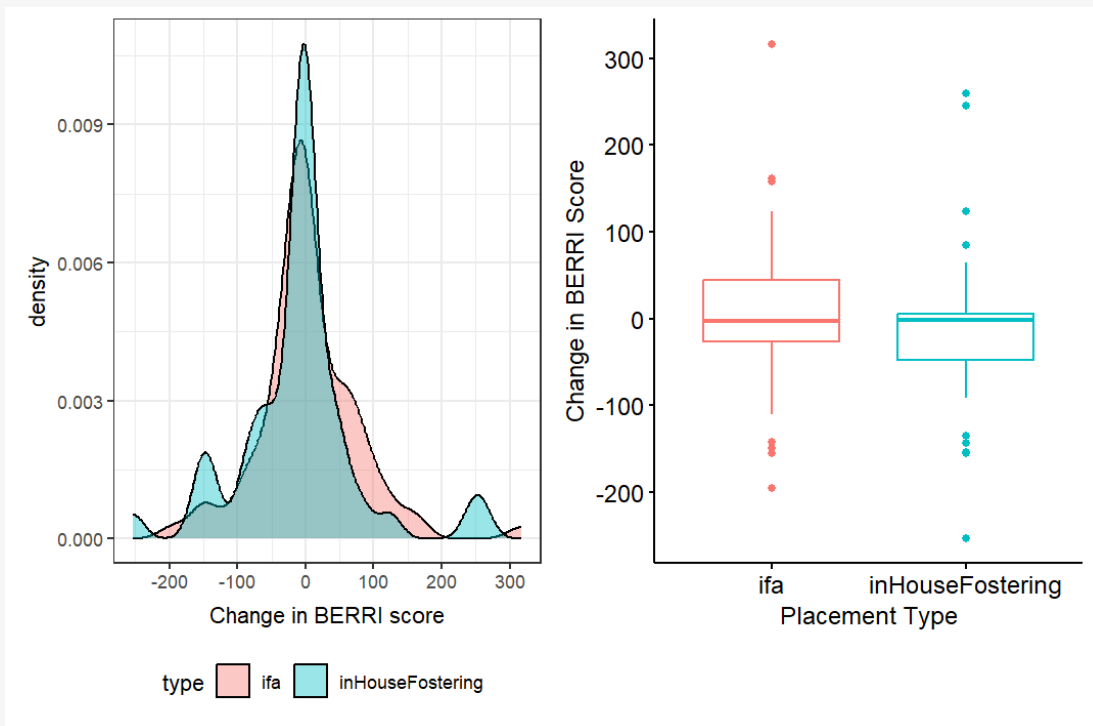 density
0.009
0.006
0.003
0.000
-200 -100 0 100 200 300
Change in BERRI score
type ifa inHouseFostering
Change in BERRI Score
300
200
100
0
-100
-200
ifa inHouseFostering
Placement Type